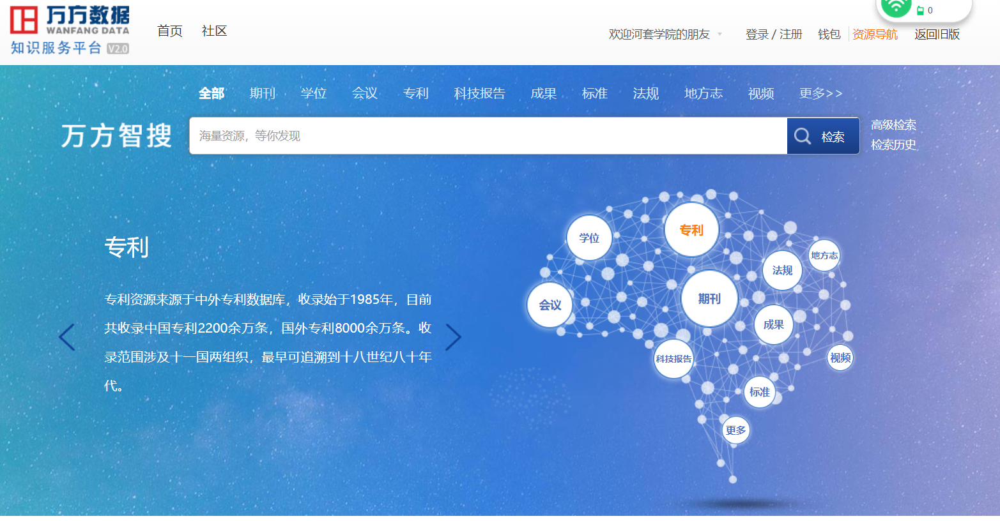 万方数据
WANFANG DATA
知识服务平台 V2.0
首页 社区
0
欢迎河套学院的朋友 登录 / 注册 钱包 资源导航 返回旧版
全部 期刊 学位 会议 专利 科技报告 成果 标准 法规 地方志 视频 更多>>
万方智搜
海量资源，等你发现
检索
高级检索
检索历史
专利
专利资源来源于中外专利数据库，收录始于1985年，目前
共收录中国专利2200余万条，国外专利8000余万条。收
录范围涉及十一国两组织，最早可追溯到十八世纪八十年
代。
专利
学位
地方志
法规
期刊
会议
成果
科技报告
视频
标准
更多